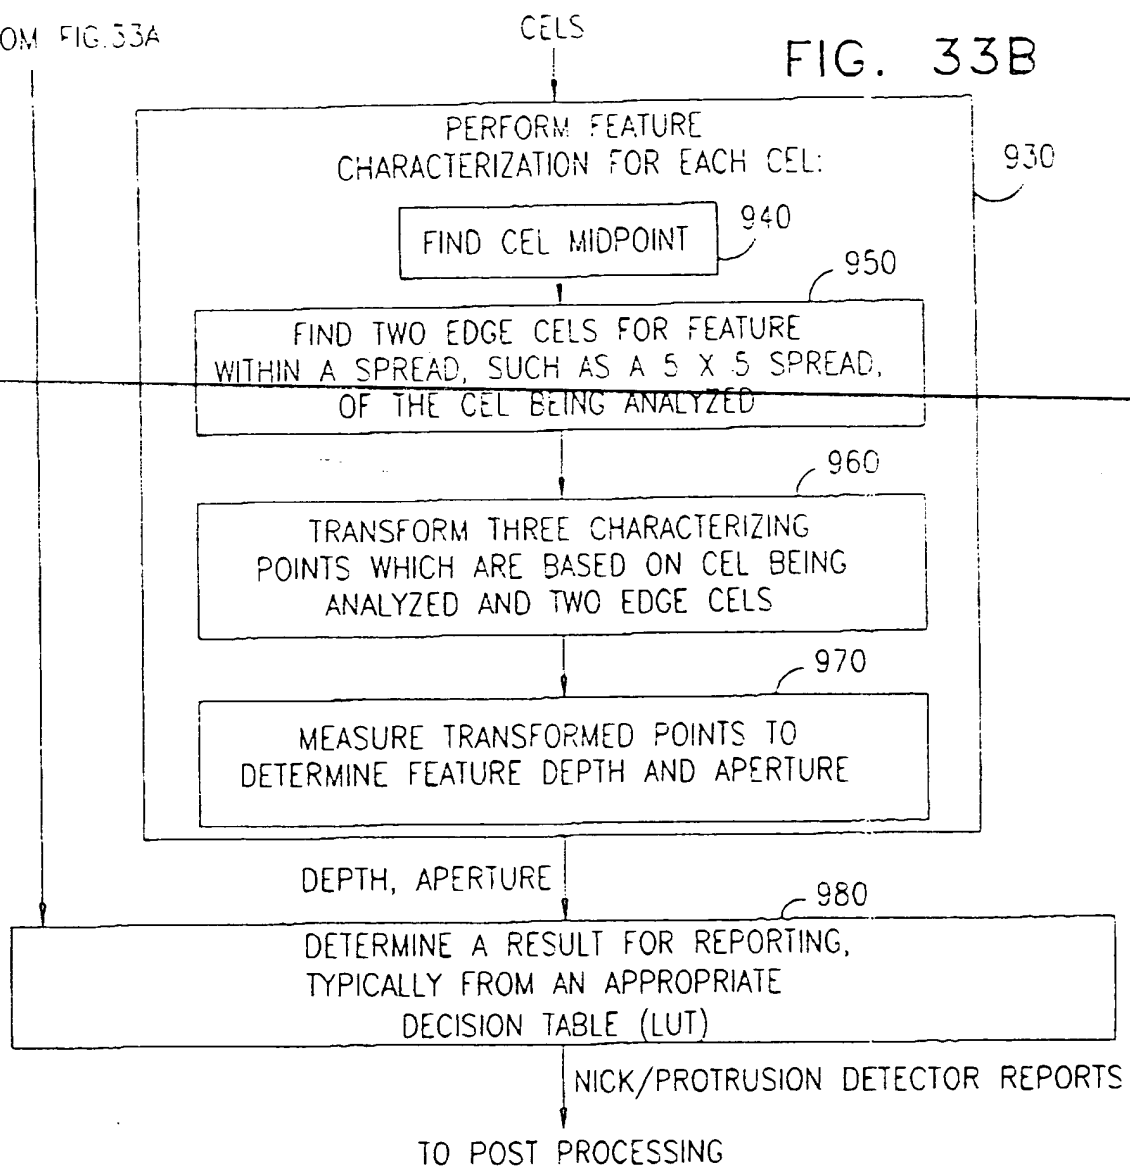 OM FIG.33A
CELS
FIG. 33B
PERFORM FEATURE
CHARACTERIZATION FOR EACH CEL:
930
940
FIND CEL MIDPOINT
950
FIND TWO EDGE CELS FOR FEATURE
WITHIN A SPREAD, SUCH AS A 5 X 5 SPREAD,
OF THE CEL BEING ANALYZED
960
TRANSFORM THREE CHARACTERIZING
POINTS WHICH ARE BASED ON CEL BEING
ANALYZED AND TWO EDGE CELS
970
MEASURE TRANSFORMED POINTS TO
DETERMINE FEATURE DEPTH AND APERTURE
DEPTH, APERTURE
980
DETERMINE A RESULT FOR REPORTING,
TYPICALLY FROM AN APPROPRIATE
DECISION TABLE (LUT)
NICK/PROTRUSION DETECTOR REPORTS
TO POST PROCESSING